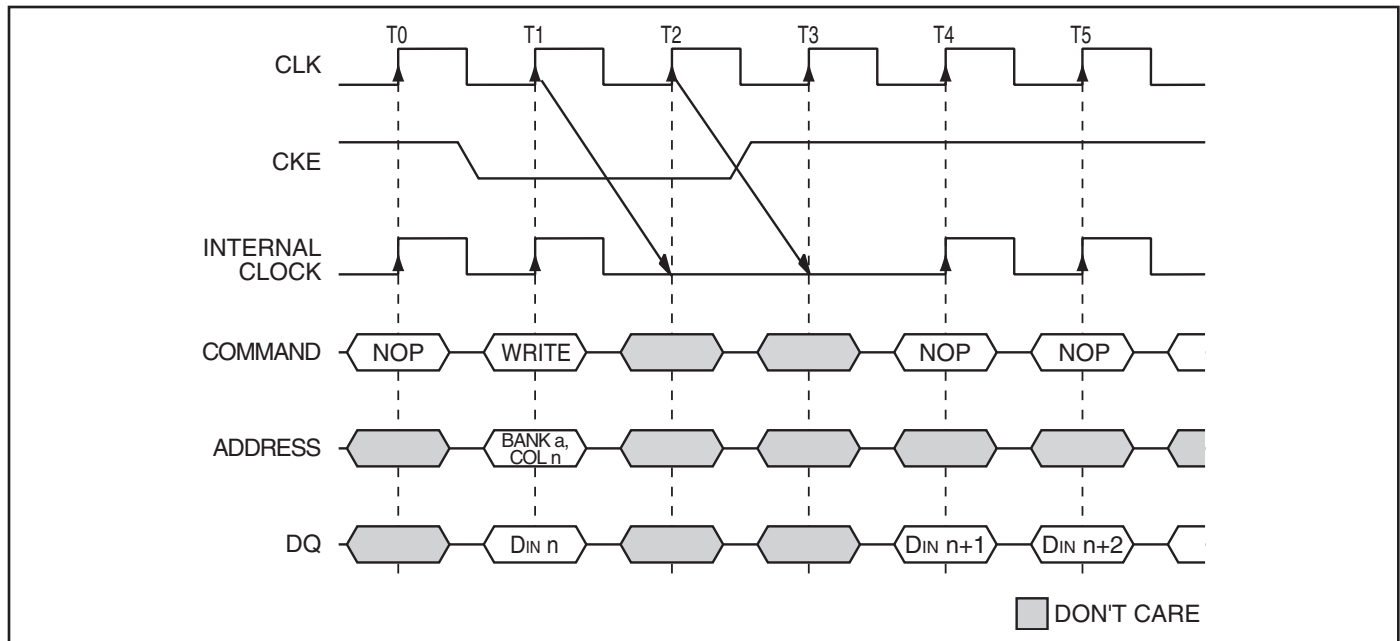 T0 T1 T2 T3 T4 T5
CLK
CKE
INTERNAL
CLOCK
COMMAND NOP WRITE NOP NOP
ADDRESS BANK a,
COL n
DQ DIN n DIN n+1 DIN n+2
DON'T CARE